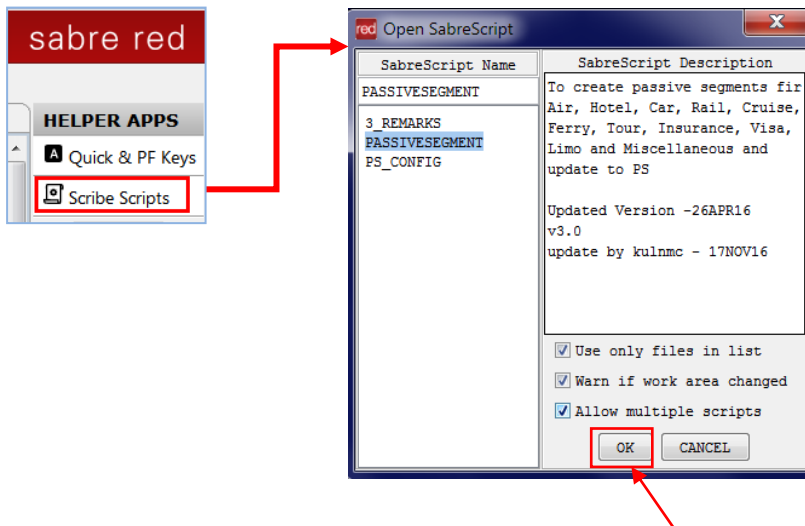 sabre red
HELPER APPS
A Quick & PF Keys
Scribe Scripts
red Open SabreScript
X
SabreScript Name
PASSIVESEGMENT
3_REMARKS
PASSIVESEGMENT
PS_CONFIG
SabreScript Description
To create passive segments fir
Air, Hotel, Car, Rail, Cruise,
Ferry, Tour, Insurance, Visa,
Limo and Miscellaneous and
update to PS
Updated Version -26APR16
v3.0
update by kulnmc - 17NOV16
Use only files in list
Warn if work area changed
Allow multiple scripts
OK CANCEL